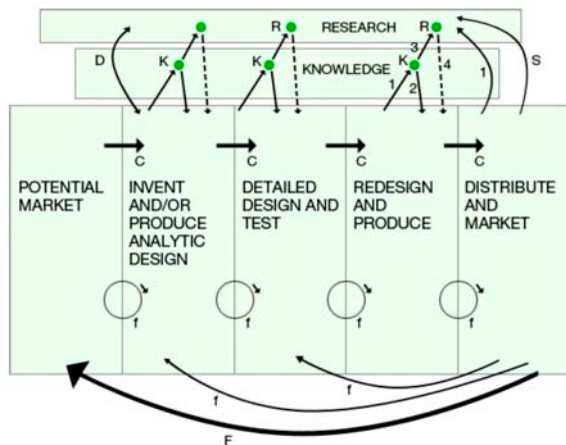 R R RESEARCH
D K K KNOWLEDGE K 3 4 S
1 2 1
C C C C
POTENTIAL
MARKET
INVENT
AND/OR
PRODUCE
ANALYTIC
DESIGN
DETAILED
DESIGN AND
TEST
REDESIGN
AND
PRODUCE
DISTRIBUTE
AND
MARKET
f f f f
f
f
F